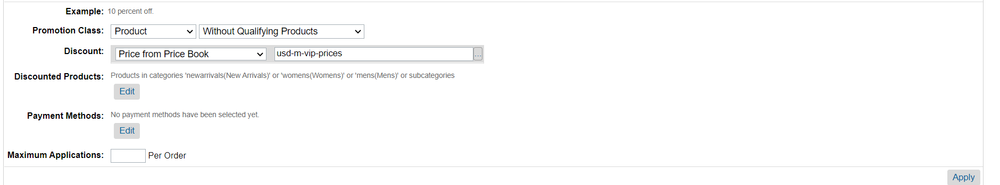 Example: 10 percent off.
Promotion Class: Product Without Qualifying Products
Discount: Price from Price Book usd-m-vip-prices ...
Discounted Products: Products in categories 'newarrivals(New Arrivals)' or 'womens(Womens)' or 'mens(Mens)' or subcategories
Edit
Payment Methods: No payment methods have been selected yet.
Edit
Maximum Applications: Per Order
Apply